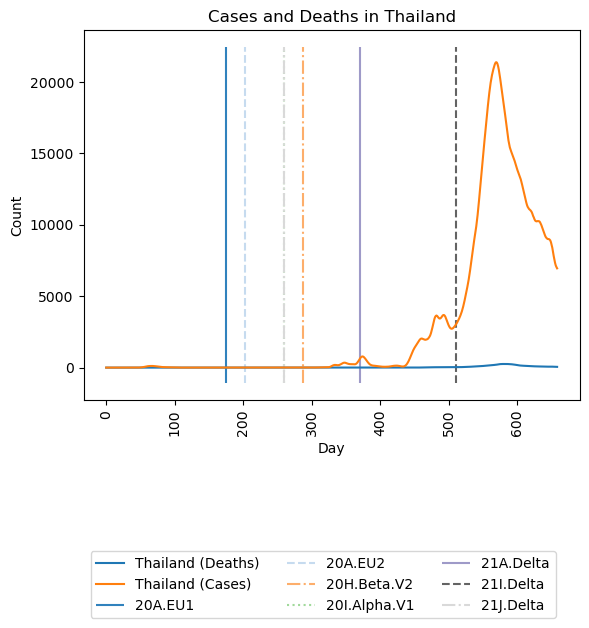 Cases and Deaths in Thailand
Count
20000
15000
10000
5000
0
0 100 200 300 400 500 600
Day
Thailand (Deaths) 20A.EU2 21A.Delta
Thailand (Cases) 20H.Beta.V2 21I.Delta
20A.EU1 20I.Alpha.V1 21J.Delta